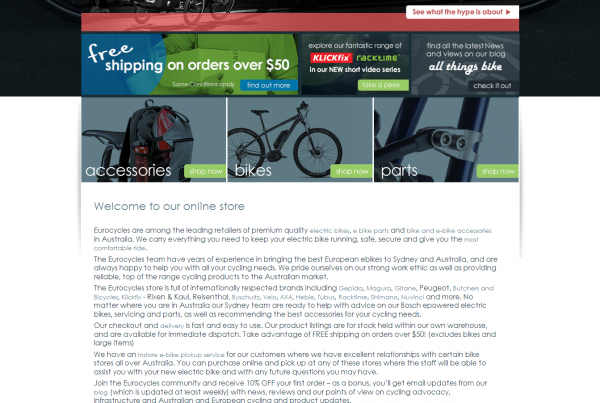 See what the hype is about
free
shipping on orders over $50
Some Conditions apply
find out more
explore our fantastic range of
KLICKfix racktime
in our NEW short video series
take a peek
find all the latest News
and views on our blog
all things bike
check it out
accessories
shop now
bikes
shop now
parts
shop now
Welcome to our online store
Eurocycles are among the leading retailers of premium quality electric bikes, e bike parts and bike and e-bike accessories
in Australia. We carry everything you need to keep your electric bike running, safe, secure and give you the most
comfortable ride.
The Eurocycles team have years of experience in bringing the best European ebikes to Sydney and Australia, and are
always happy to help you with all your cycling needs. We pride ourselves on our strong work ethic as well as providing
reliable, top of the range cycling products to the Australian market.
The Eurocycles store is full of internationally respected brands including Gepida, Magura, Gitane, Peugeot, Butchers and
Bicycles, Klickfix - Rixen & Kaul, Reisenthal, Byschultz, Velo, AXA, Hebie, Tubus, Racktime, Shimano, Nuvinci and more. No
matter where you are in Australia our Sydney team are ready to help with advice on our Bosch epowered electric
bikes, servicing and parts, as well as recommending the best accessories for your cycling needs.
Our checkout and delivery is fast and easy to use. Our product listings are for stock held within our own warehouse,
and are available for immediate dispatch. Take advantage of FREE shipping on orders over $50! (excludes bikes and
large items)
We have an instore e-bike pickup service for our customers where we have excellent relationships with certain bike
stores all over Australia. You can purchase online and pick up at any of these stores where the staff will be able to
assist you with your new electric bike and with any future questions you may have.
Join the Eurocycles community and receive 10% OFF your first order – as a bonus, you'll get email updates from our
blog (which is updated at least weekly) with news, reviews and our points of view on cycling advocacy,
infrastructure and Australian and European cycling and product updates.